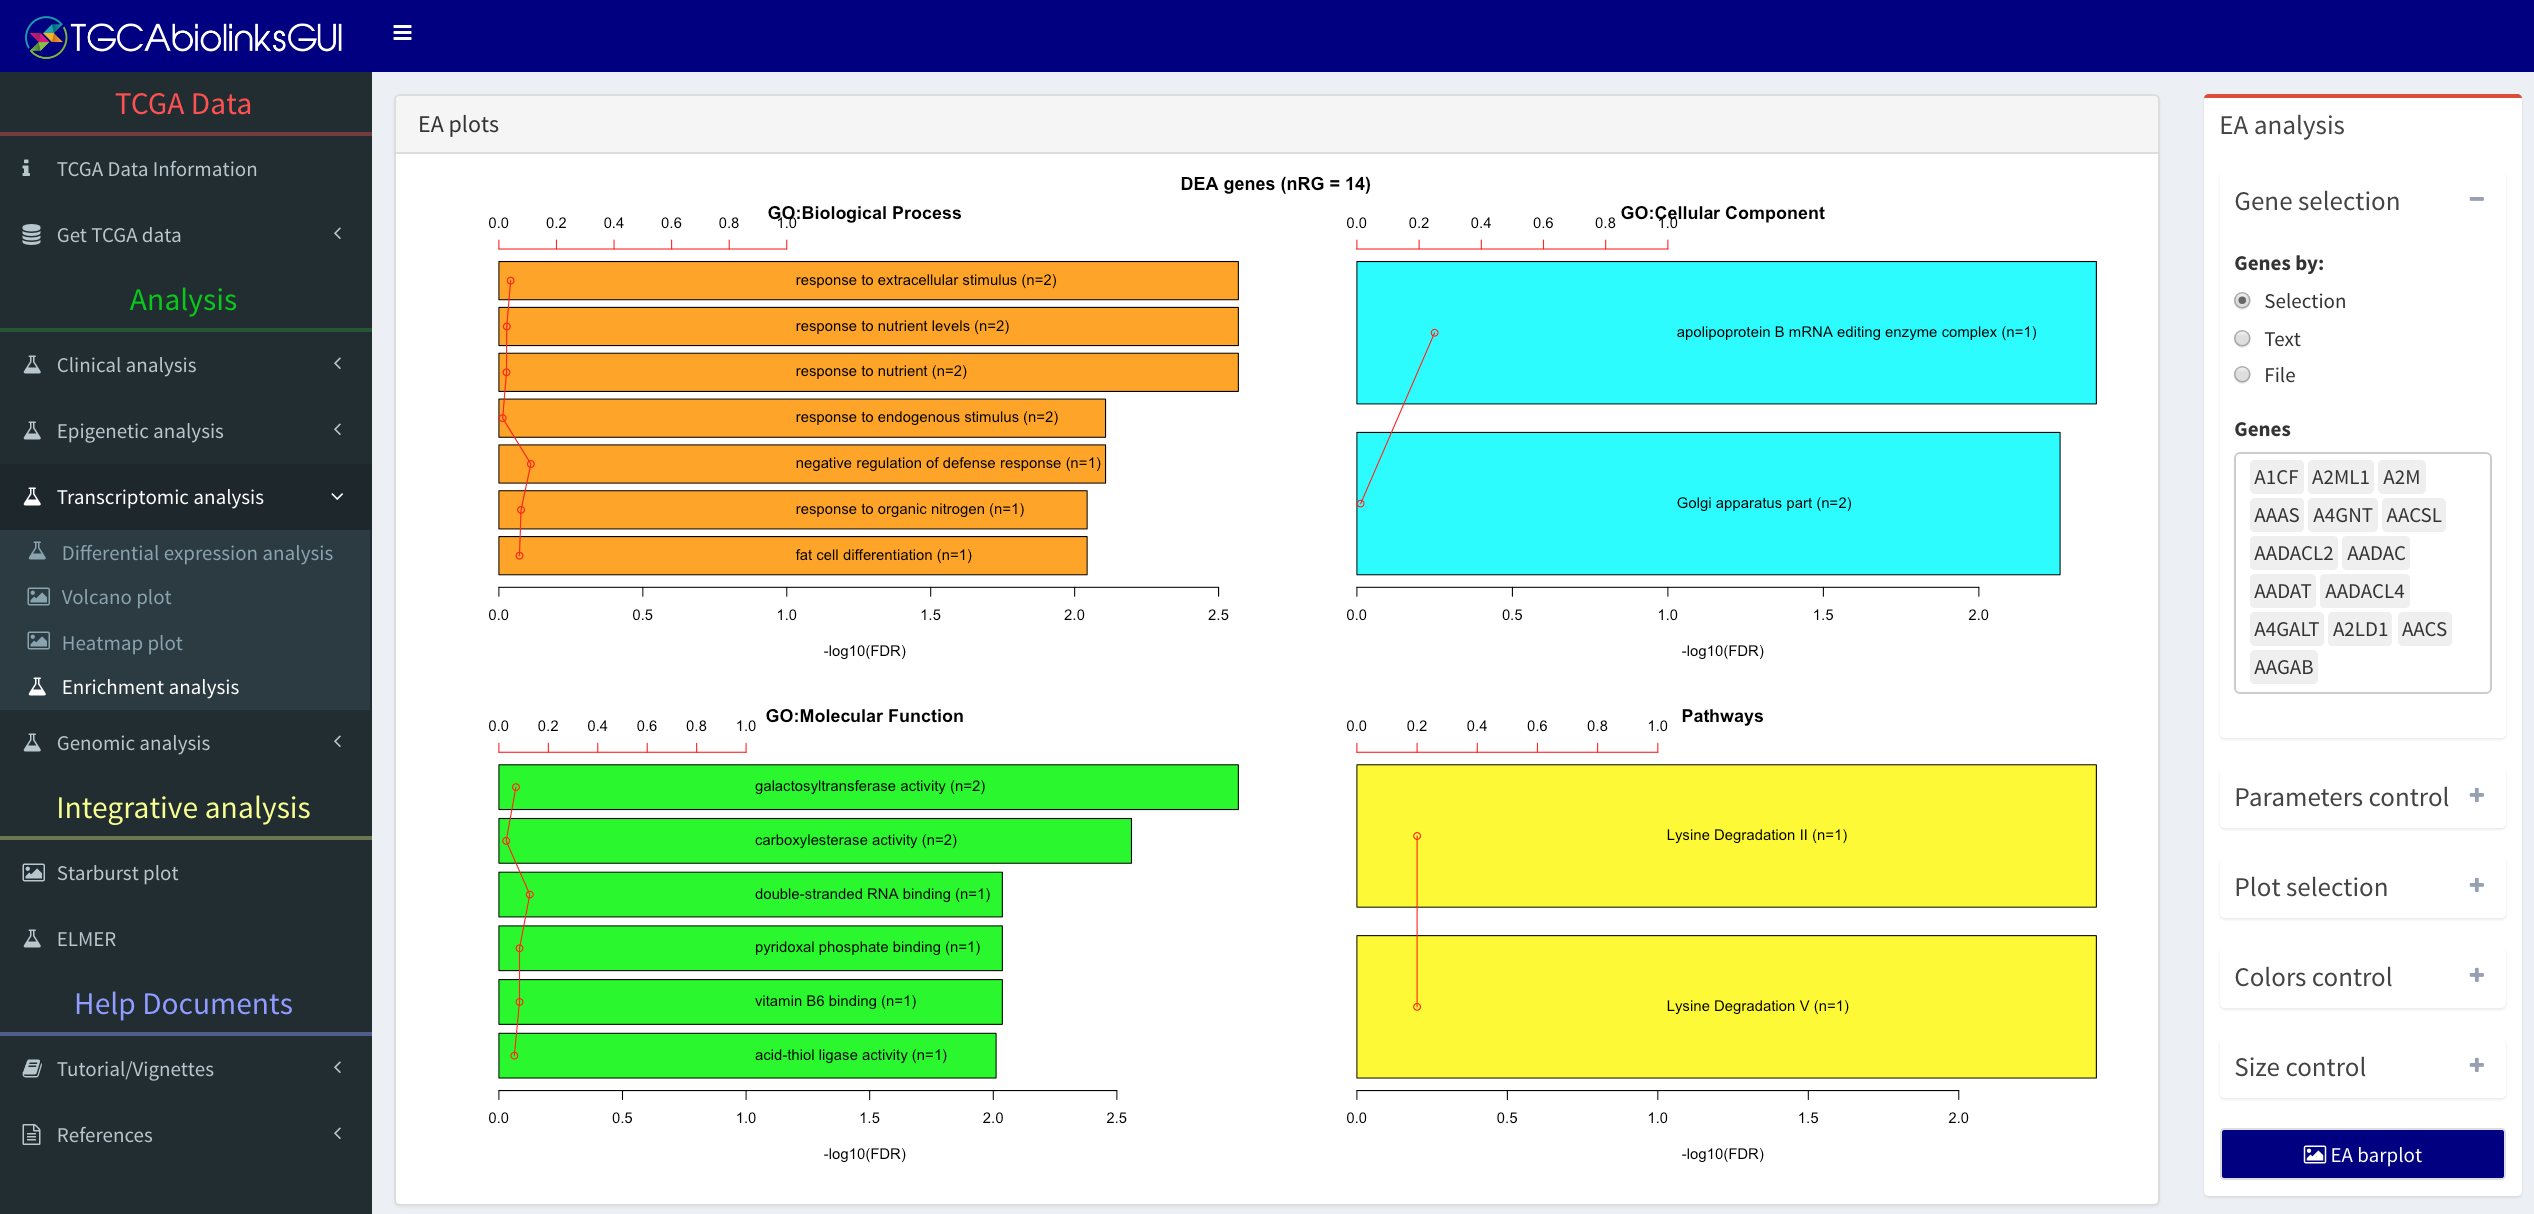 TGCAbiolinksGUI
TCGA Data
TCGA Data Information
Get TCGA data
Analysis
Clinical analysis
Epigenetic analysis
Transcriptomic analysis
Differential expression analysis
Volcano plot
Heatmap plot
Enrichment analysis
Genomic analysis
Integrative analysis
Starburst plot
ELMER
Help Documents
Tutorial/Vignettes
References
EA plots
DEA genes (nRG = 14)
GO:Biological Process
0.0 0.2 0.4 0.6 0.8 1.0
response to extracellular stimulus (n=2)
response to nutrient levels (n=2)
response to nutrient (n=2)
response to endogenous stimulus (n=2)
negative regulation of defense response (n=1)
response to organic nitrogen (n=1)
fat cell differentiation (n=1)
0.0 0.5 1.0 1.5 2.0 2.5
-log10(FDR)
GO:Cellular Component
0.0 0.2 0.4 0.6 0.8 1.0
apolipoprotein B mRNA editing enzyme complex (n=1)
Golgi apparatus part (n=2)
0.0 0.5 1.0 1.5 2.0
-log10(FDR)
GO:Molecular Function
0.0 0.2 0.4 0.6 0.8 1.0
galactosyltransferase activity (n=2)
carboxylesterase activity (n=2)
double-stranded RNA binding (n=1)
pyridoxal phosphate binding (n=1)
vitamin B6 binding (n=1)
acid-thiol ligase activity (n=1)
0.0 0.5 1.0 1.5 2.0 2.5
-log10(FDR)
Pathways
0.0 0.2 0.4 0.6 0.8 1.0
Lysine Degradation II (n=1)
Lysine Degradation V (n=1)
0.0 0.5 1.0 1.5 2.0
-log10(FDR)
EA analysis
Gene selection
Genes by:
Selection
Text
File
Genes
A1CF A2ML1 A2M
AAAS A4GNT AACSL
AADACL2 AADAC
AADAT AADACL4
A4GALT A2LD1 AACS
AAGAB
Parameters control
Plot selection
Colors control
Size control
EA barplot